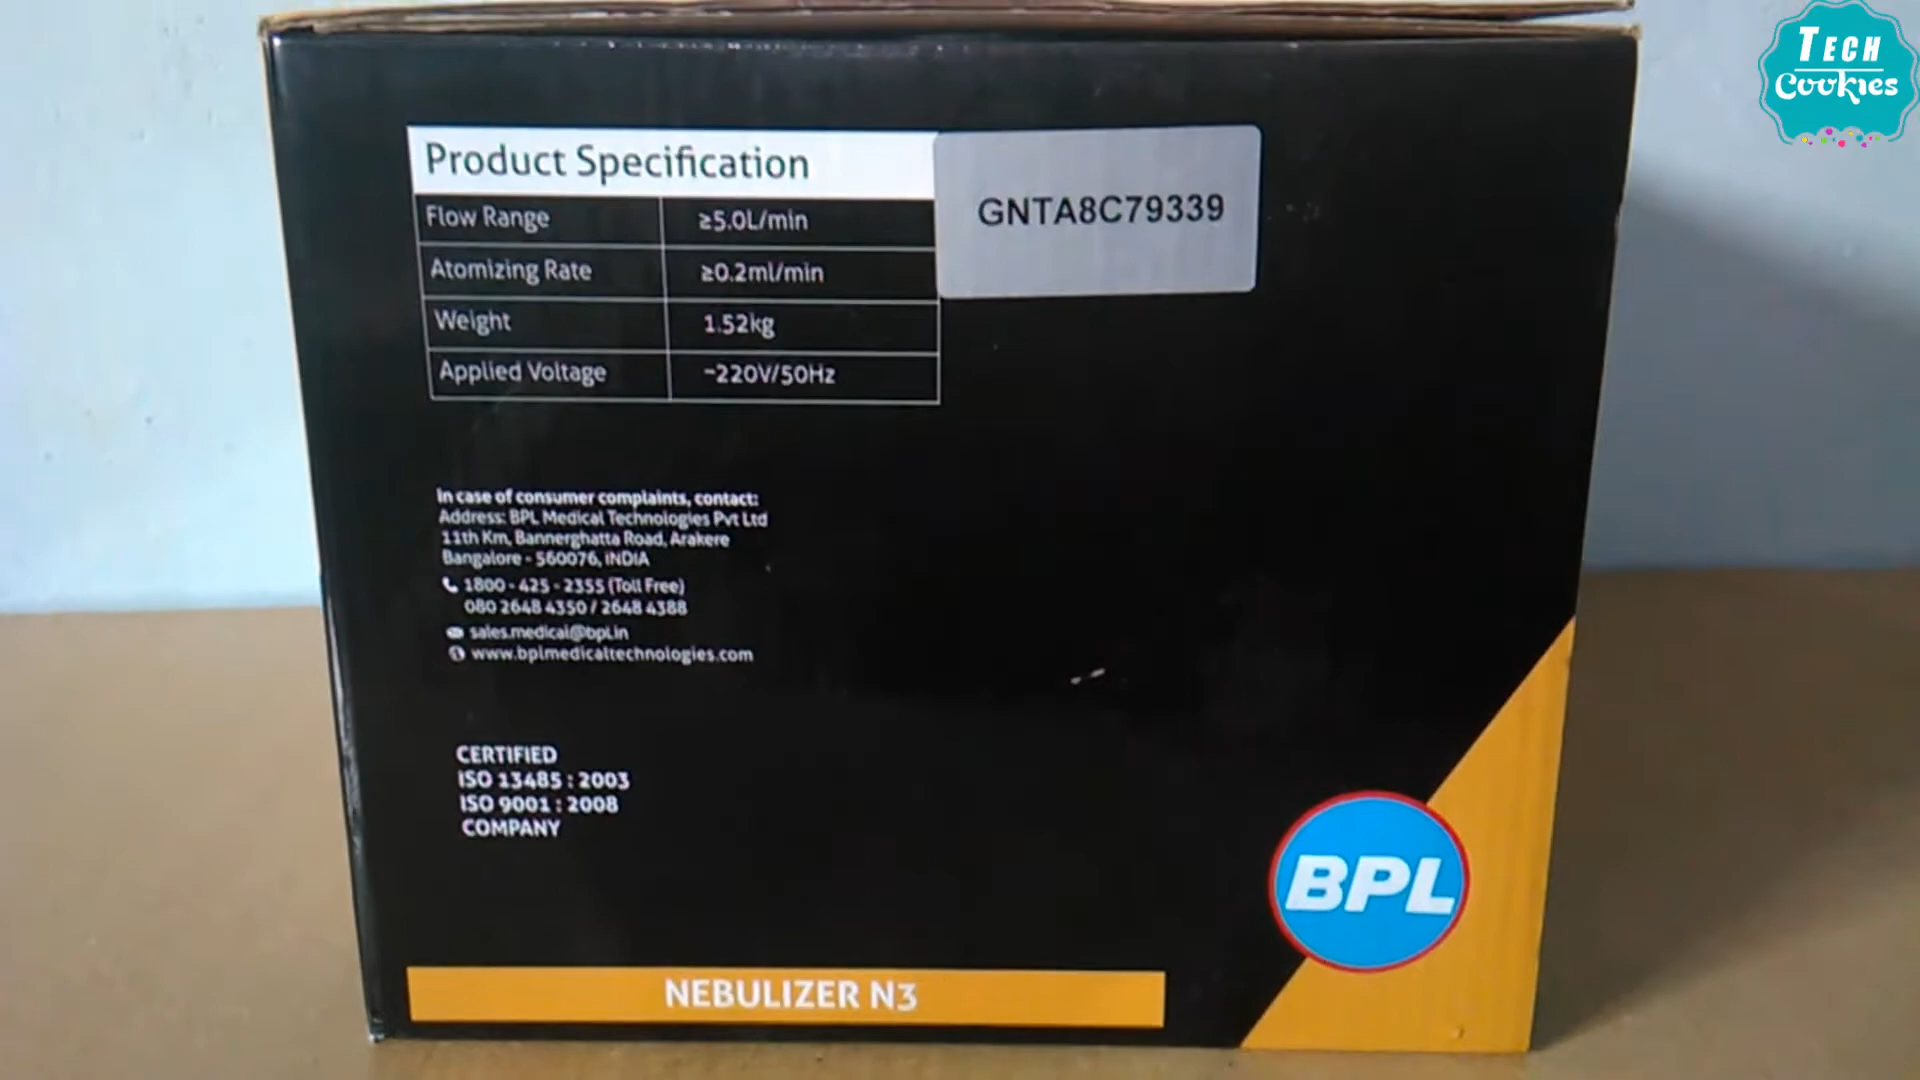 TECH
Cookies
Product Specification
GNTA8C79339
Flow Range ≥5.0L/min
Atomizing Rate ≥0.2ml/min
Weight 1.52kg
Applied Voltage ~220V/50Hz
In case of consumer complaints, contact:
Address: BPL Medical Technologies Pvt Ltd
11th Km, Bannerghatta Road, Arakere
Bangalore - 560076, INDIA
1800 - 425 - 2355 (Toll Free)
080 2648 4350 / 2648 4388
sales.medical@bpl.in
www.bplmedicaltechnologies.com
CERTIFIED
ISO 13485 : 2003
ISO 9001 : 2008
COMPANY
BPL
NEBULIZER N3